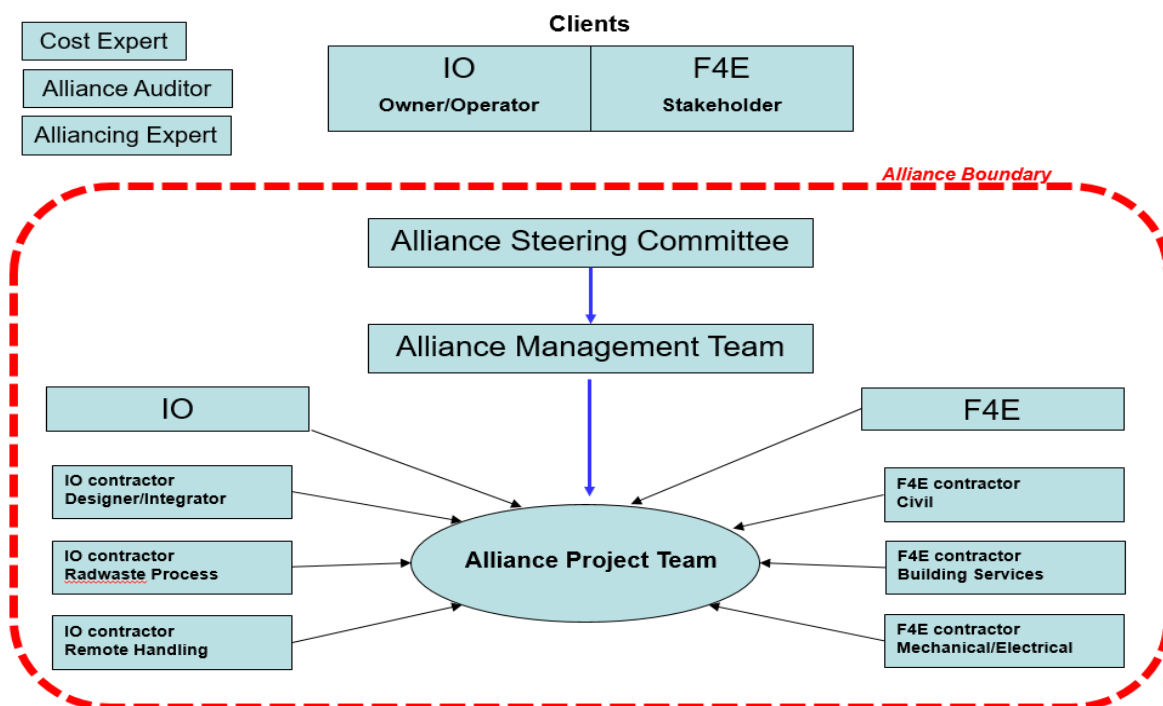 Clients
Cost Expert
Alliance Auditor
Alliancing Expert
IO
Owner/Operator
F4E
Stakeholder
Alliance Boundary
Alliance Steering Committee
Alliance Management Team
IO
F4E
IO contractor
Designer/Integrator
IO contractor
Radwaste Process
IO contractor
Remote Handling
Alliance Project Team
F4E contractor
Civil
F4E contractor
Building Services
F4E contractor
Mechanical/Electrical